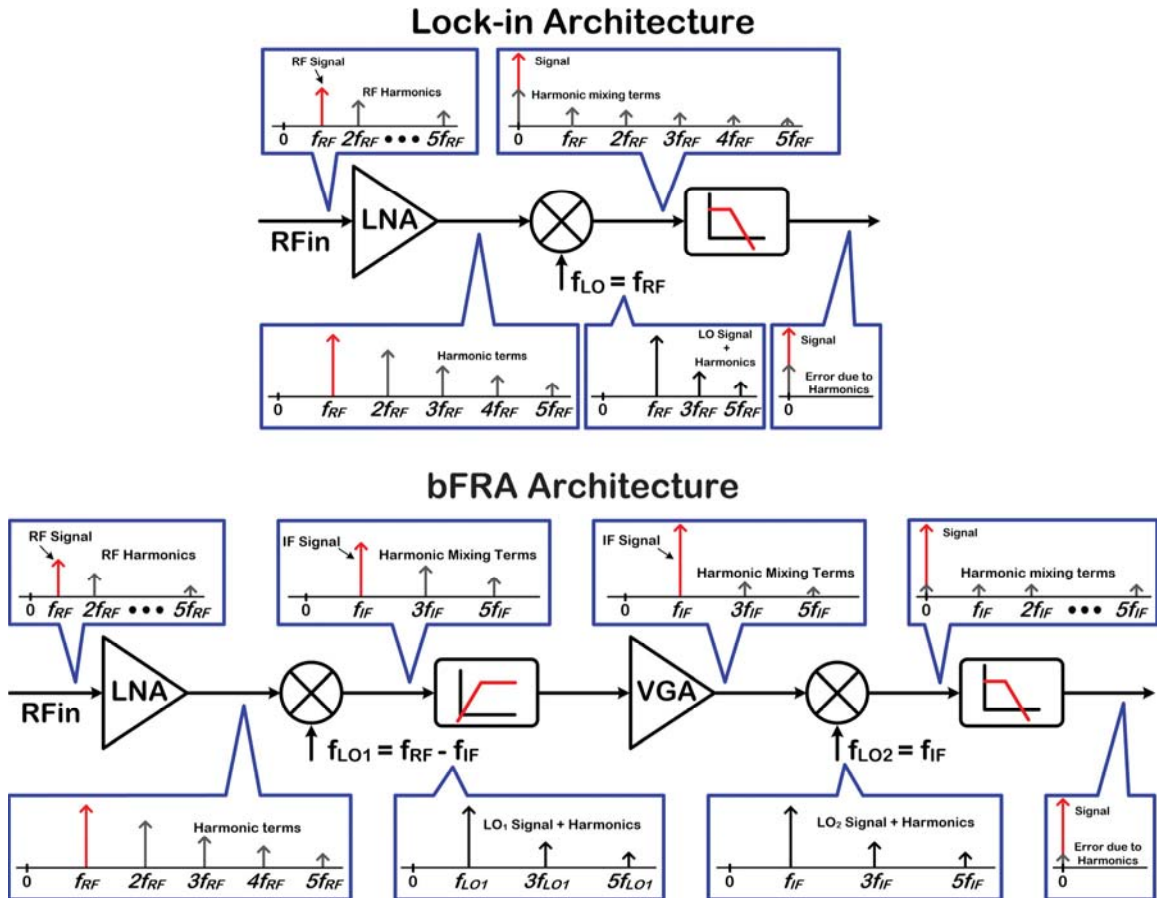 Lock-in Architecture
RF Signal
RF Harmonics
0 fRF 2fRF ●●● 5fRF
Signal
Harmonic mixing terms
0 fRF 2fRF 3fRF 4fRF 5fRF
RFin
LNA
fLO = fRF
Harmonic terms
0 fRF 2fRF 3fRF 4fRF 5fRF
LO Signal
+
Harmonics
0 fRF 3fRF 5fRF
Signal
Error due to
Harmonics
0
bFRA Architecture
RF Signal
RF Harmonics
0 fRF 2fRF ●●● 5fRF
IF Signal
Harmonic Mixing Terms
0 fIF 3fIF 5fIF
IF Signal
Harmonic Mixing Terms
0 fIF 3fIF 5fIF
Signal
Harmonic mixing terms
0 fIF 2fIF ●●● 5fIF
RFin
LNA
VGA
fLO1 = fRF - fIF
fLO2 = fIF
Harmonic terms
0 fRF 2fRF 3fRF 4fRF 5fRF
LO1 Signal + Harmonics
0 fLO1 3fLO1 5fLO1
LO2 Signal + Harmonics
0 fIF 3fIF 5fIF
Signal
Error due to
Harmonics
0